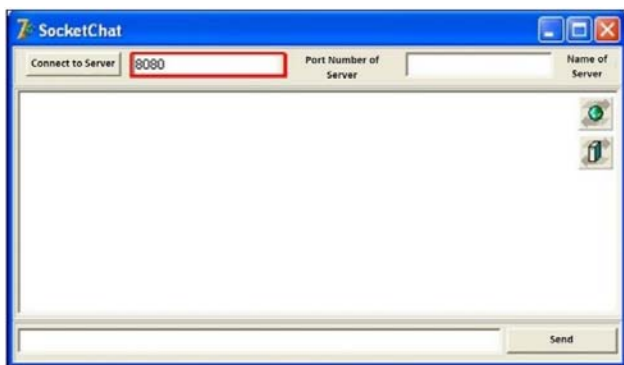 SocketChat
Connect to Server
8080
Port Number of
Server
Name of
Server
Send